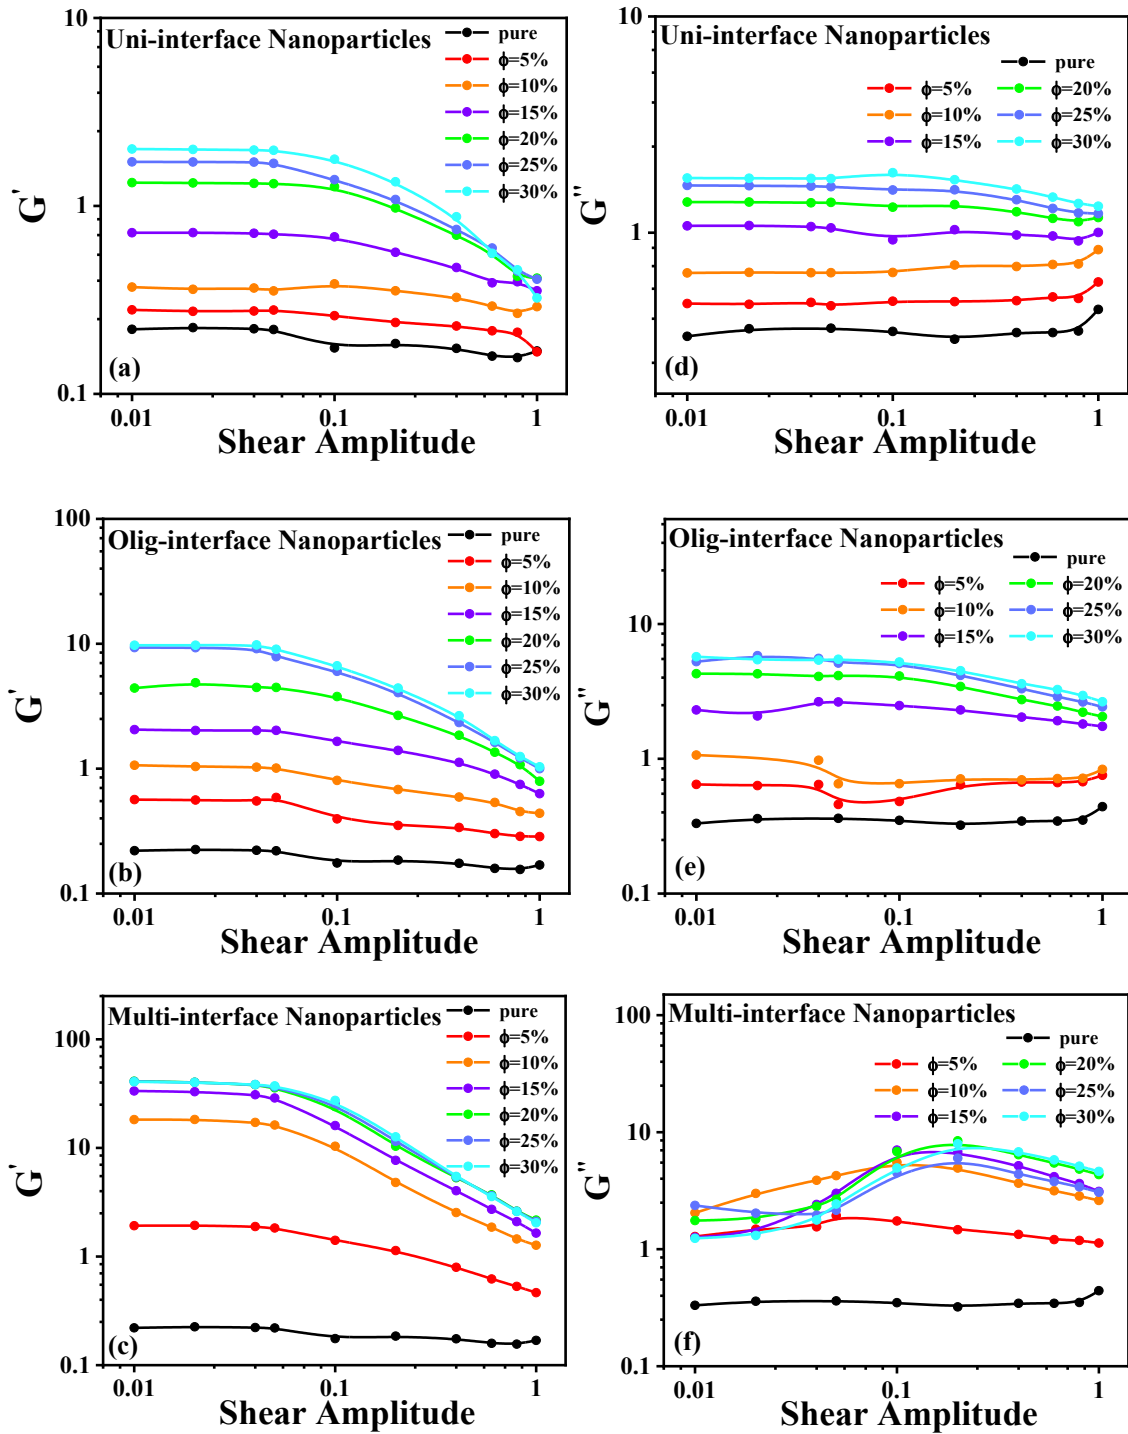 10
1
0.1
G'
Uni-interface Nanoparticles
pure
ϕ=5%
ϕ=10%
ϕ=15%
ϕ=20%
ϕ=25%
ϕ=30%
(a)
0.01
0.1
1
Shear Amplitude
10
1
G''
Uni-interface Nanoparticles
pure
ϕ=5%
ϕ=20%
ϕ=10%
ϕ=25%
ϕ=15%
ϕ=30%
(d)
0.01
0.1
1
Shear Amplitude
100
10
1
0.1
G'
Olig-interface Nanoparticles
pure
ϕ=5%
ϕ=10%
ϕ=15%
ϕ=20%
ϕ=25%
ϕ=30%
(b)
0.01
0.1
1
Shear Amplitude
10
1
0.1
G''
Olig-interface Nanoparticles
pure
ϕ=5%
ϕ=20%
ϕ=10%
ϕ=25%
ϕ=15%
ϕ=30%
(e)
0.01
0.1
1
Shear Amplitude
100
10
1
0.1
G'
Multi-interface Nanoparticles
pure
ϕ=5%
ϕ=10%
ϕ=15%
ϕ=20%
ϕ=25%
ϕ=30%
(c)
0.01
0.1
1
Shear Amplitude
100
10
1
0.1
G''
Multi-interface Nanoparticles
pure
ϕ=5%
ϕ=20%
ϕ=10%
ϕ=25%
ϕ=15%
ϕ=30%
(f)
0.01
0.1
1
Shear Amplitude